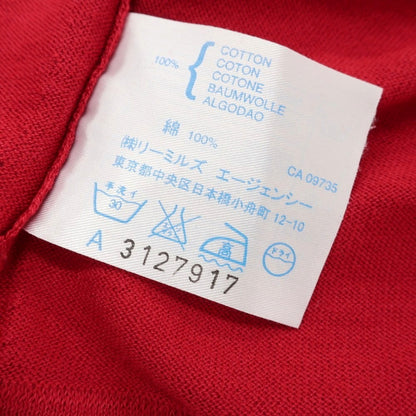 COTTON
COTON
100% COTONE
BAUMWOLLE
ALGODAO
綿 100%
CA 09735
㈱リーミルズ エージェンシー
東京都中央区日本橋小舟町 12-10
手洗イ 30 高 ドライ
A 3127917